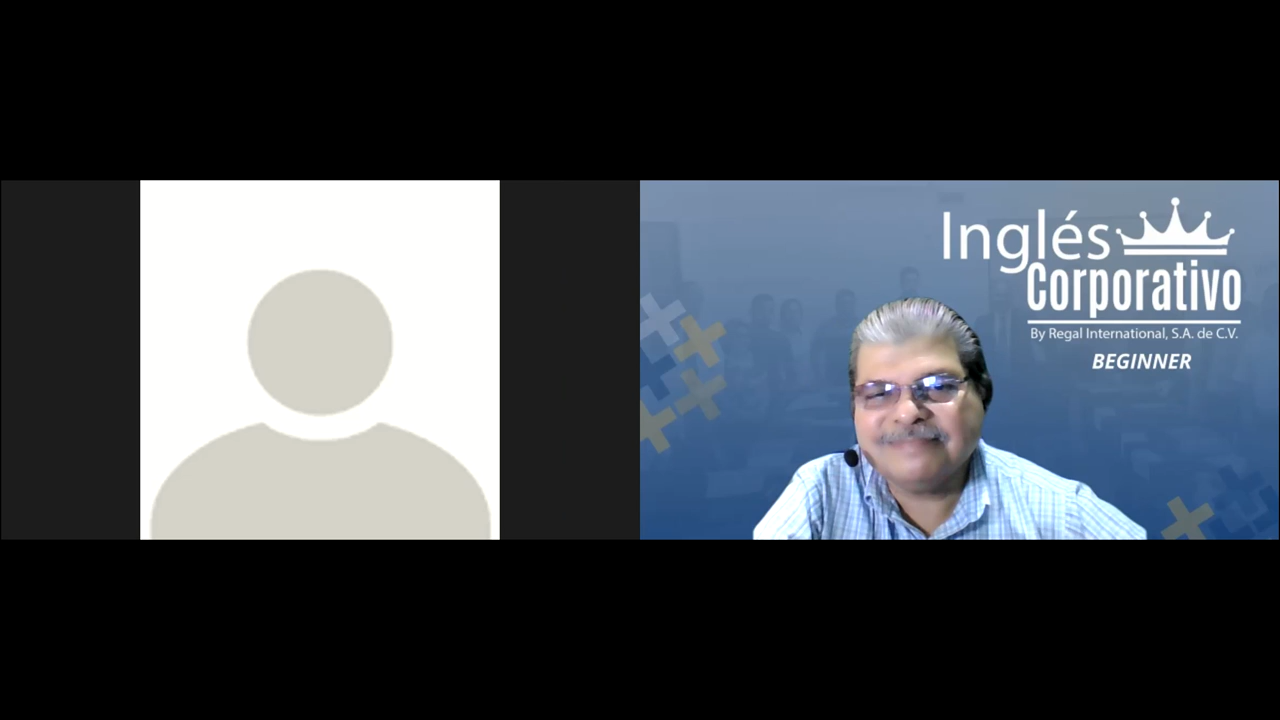 Inglés
Corporativo
By Regal International, S.A. de C.V.
BEGINNER